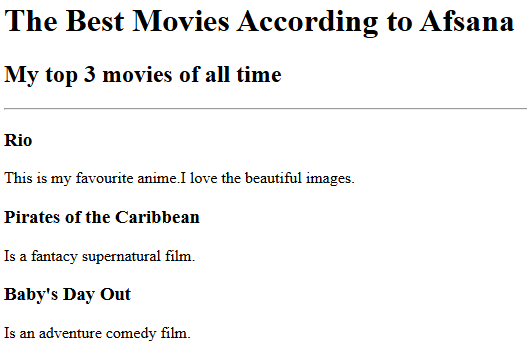 The Best Movies According to Afsana
My top 3 movies of all time
Rio
This is my favourite anime.I love the beautiful images.
Pirates of the Caribbean
Is a fantacy supernatural film.
Baby's Day Out
Is an adventure comedy film.